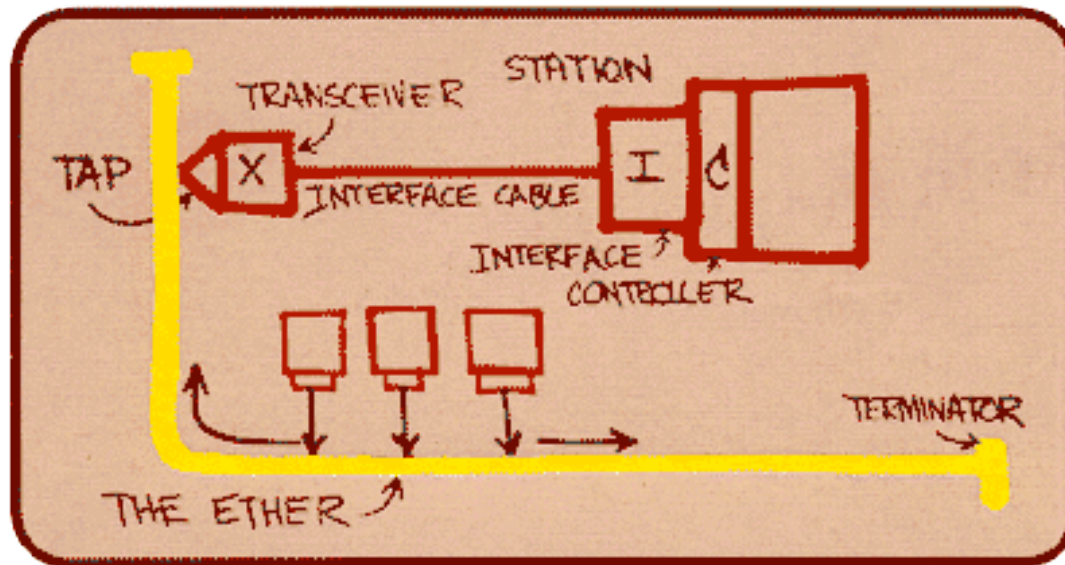 STATION
TRANSCEIVER
TAP
X
I
C
INTERFACE CABLE
INTERFACE
CONTROLLER
TERMINATOR
THE ETHER